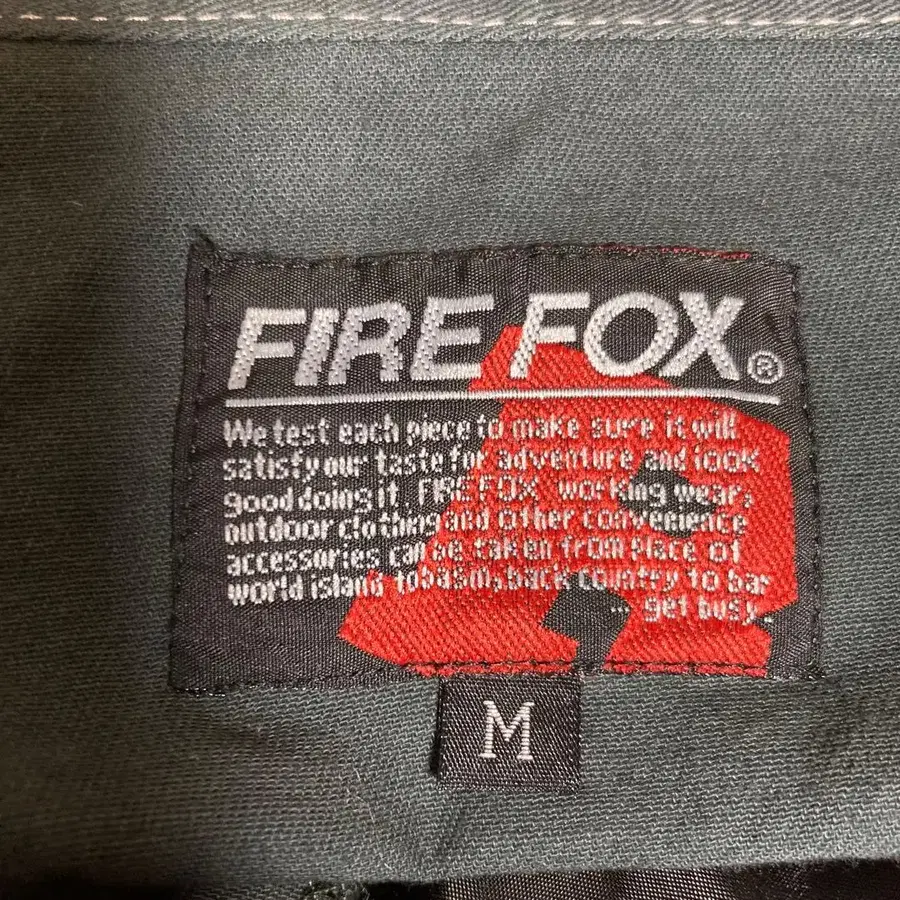 FIRE FOX®
We test each piece to make sure it will
satisfy our taste for adventure and look
good doing it. FIRE FOX working wear,
outdoor clothing and other convenience
accessories can be taken from place of
world island to basm, back country to bar
... get busy.
M